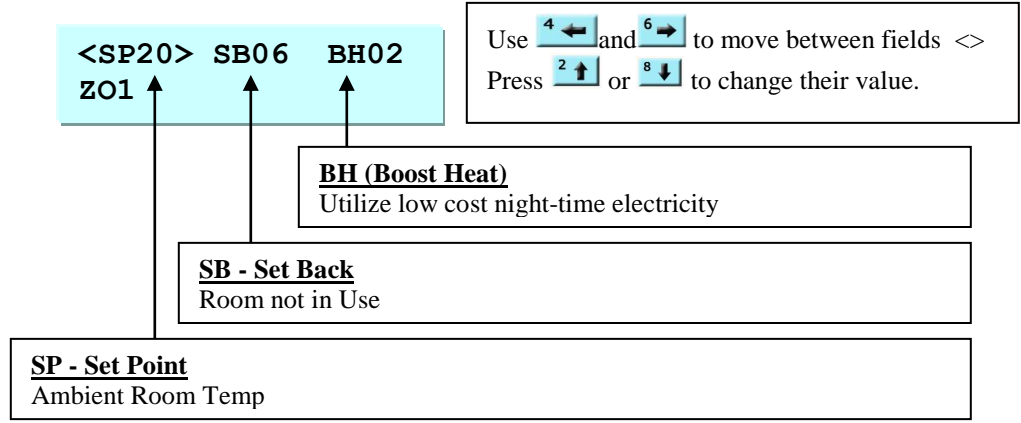 <SP20> SB06 BH02
ZO1
Use 4 ← and 6 → to move between fields <>
Press 2 ↑ or 8 ↓ to change their value.
BH (Boost Heat)
Utilize low cost night-time electricity
SB - Set Back
Room not in Use
SP - Set Point
Ambient Room Temp